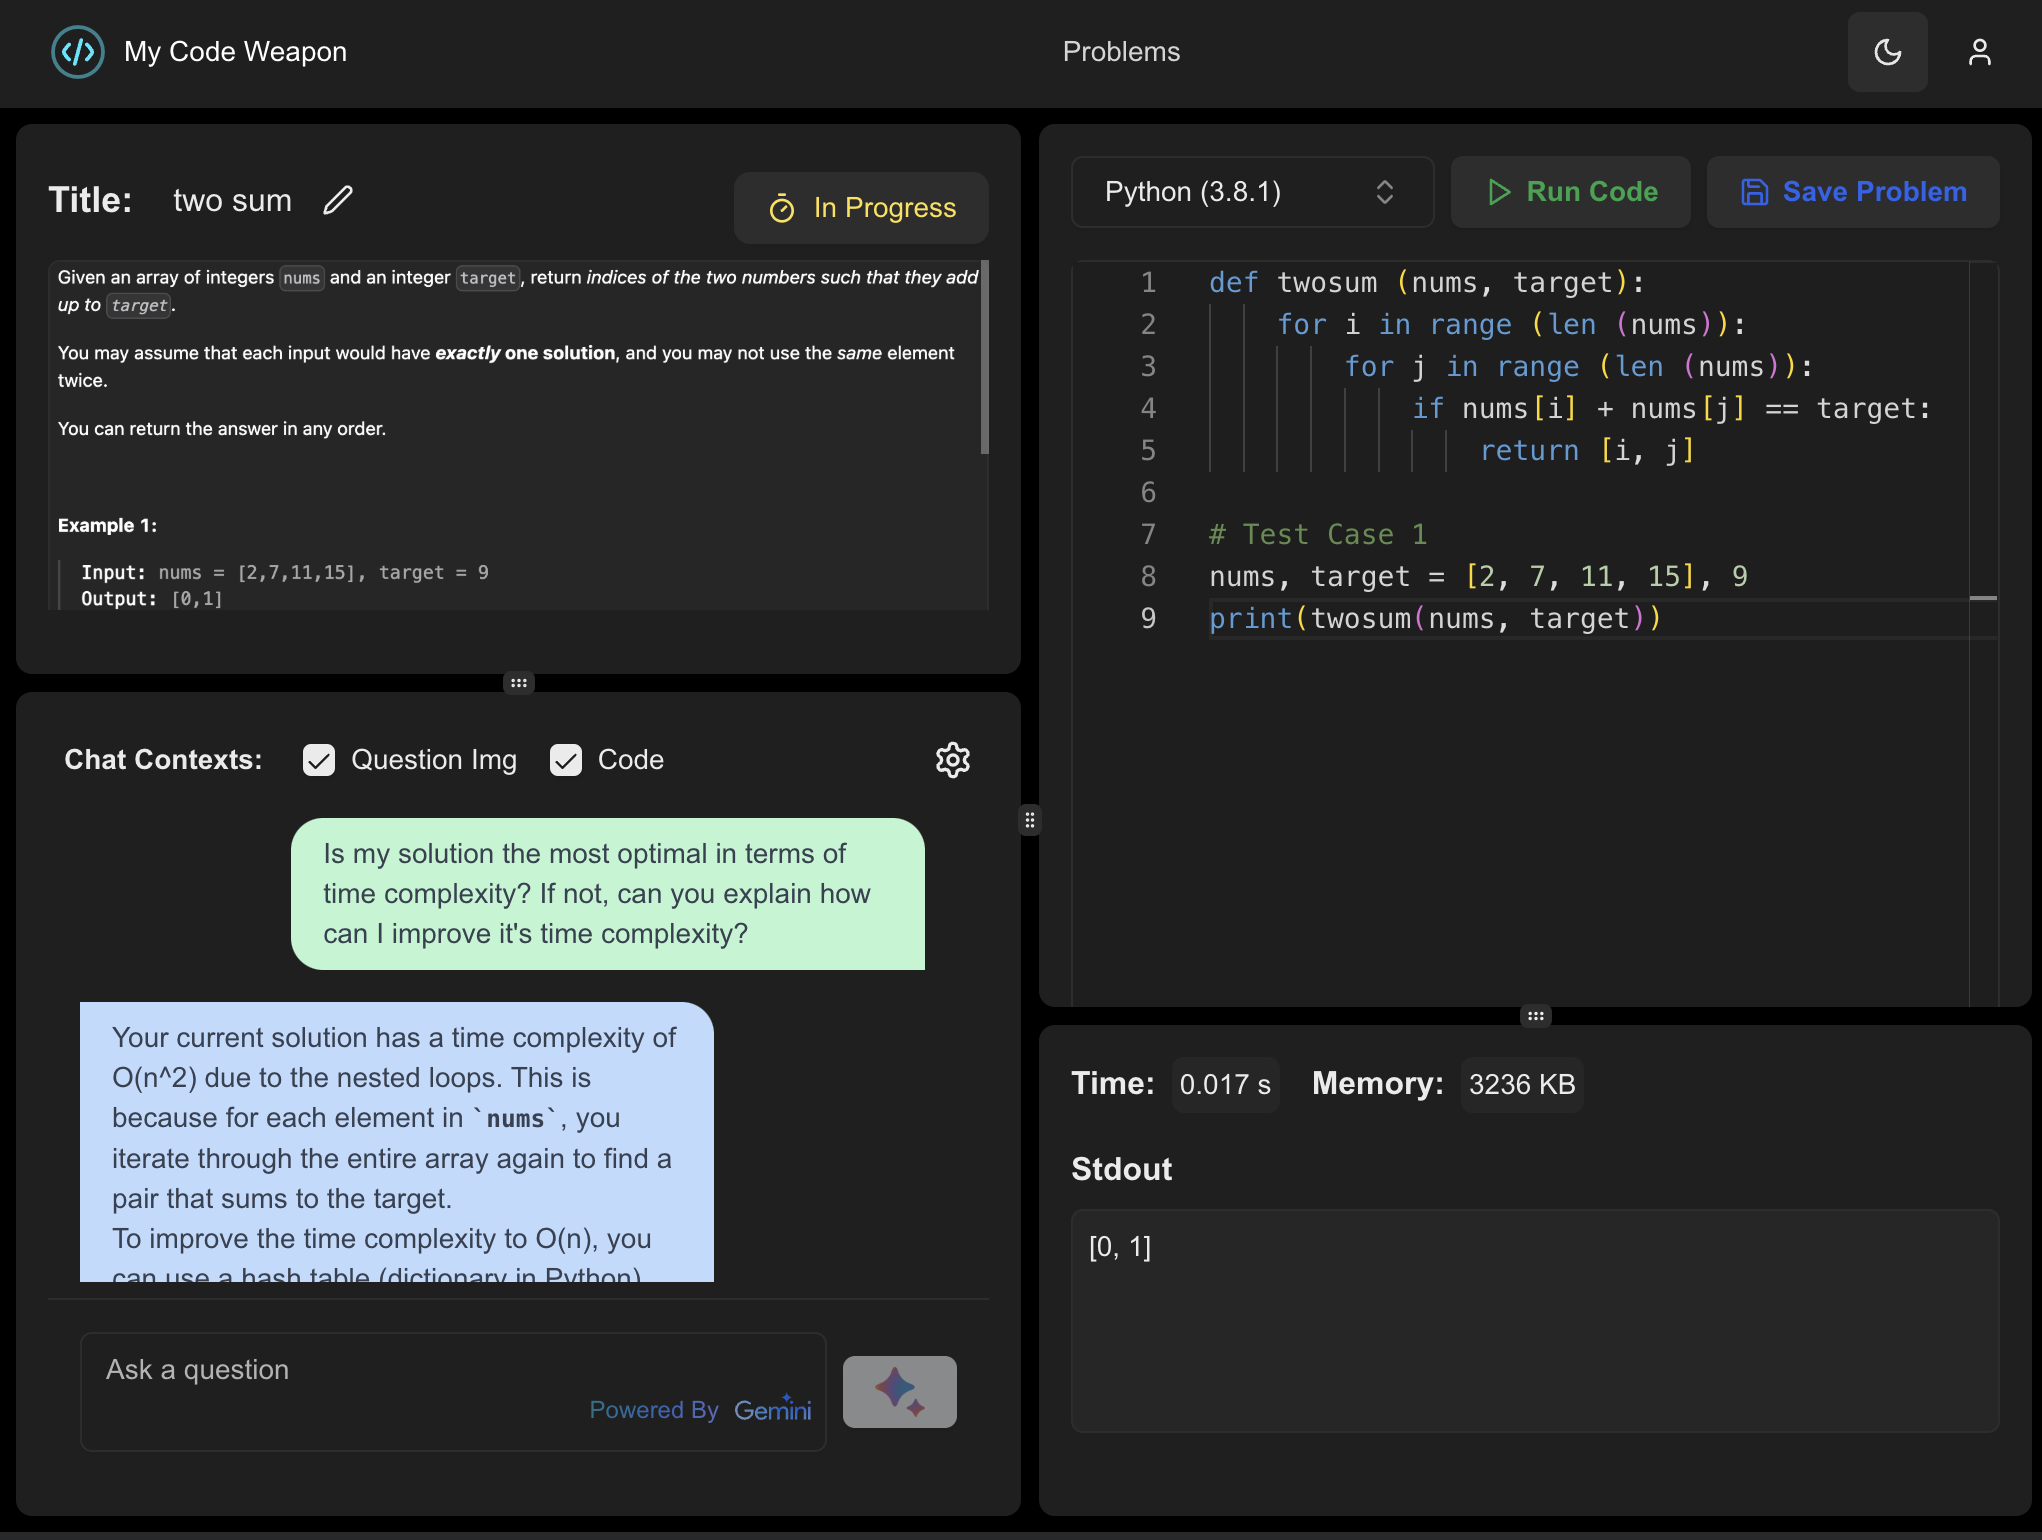 My Code Weapon
Problems
Title: two sum
In Progress
Given an array of integers nums and an integer target, return indices of the two numbers such that they add
up to target.
You may assume that each input would have exactly one solution, and you may not use the same element
twice.
You can return the answer in any order.
Example 1:
Input: nums = [2,7,11,15], target = 9
Output: [0,1]
Chat Contexts: Question Img Code
Is my solution the most optimal in terms of
time complexity? If not, can you explain how
can I improve it's time complexity?
Your current solution has a time complexity of
O(n^2) due to the nested loops. This is
because for each element in `nums`, you
iterate through the entire array again to find a
pair that sums to the target.
To improve the time complexity to O(n), you
can use a hash table (dictionary in Python)
Ask a question
Powered By Gemini
Python (3.8.1)
Run Code
Save Problem
1 def twosum (nums, target):
2 for i in range (len (nums)):
3 for j in range (len (nums)):
4 if nums[i] + nums[j] == target:
5 return [i, j]
6
7 # Test Case 1
8 nums, target = [2, 7, 11, 15], 9
9 print(twosum(nums, target))
Time: 0.017 s Memory: 3236 KB
Stdout
[0, 1]